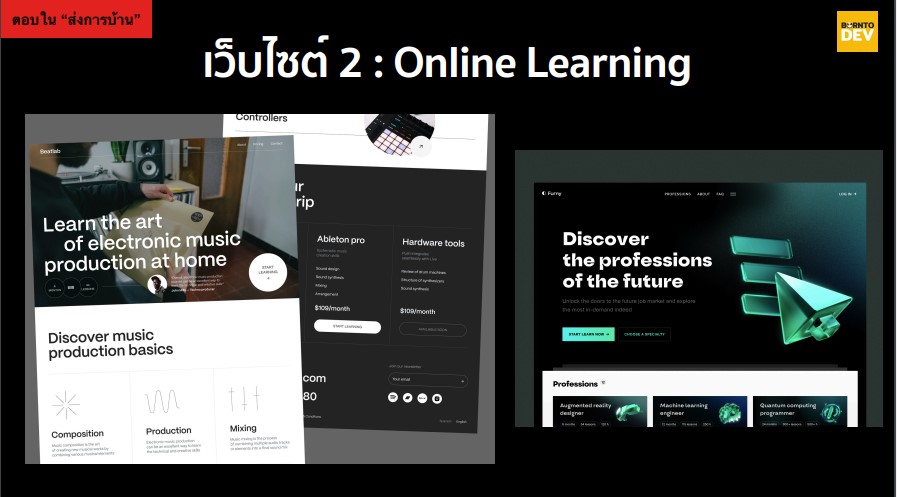 ตอบใน “ส่งการบ้าน”
BORNTO
DEV
เว็บไซต์ 2 : Online Learning
Controllers
Beatlab
Learn the art
of electronic music
production at home
START
LEARNING
Discover music
production basics
Composition
Production
Mixing
ur
rip
Ableton pro
Sound design
Sound synthesis
Mixing
Arrangement
$109/month
START LEARNING
Hardware tools
Review of drum machines
Structure of synthesizers
Sound synthesis
$109/month
AVAILABLE SOON
.com
80
Your email
English
Furny
PROFESSIONS
ABOUT
FAQ
LOG IN
Discover
the professions
of the future
Unlock the doors to the future job market and explore
the most in-demand indeed
START LEARN NOW
CHOOSE A SPECIALTY
Professions
Augmented reality
designer
Machine learning
engineer
Quantum computing
programmer